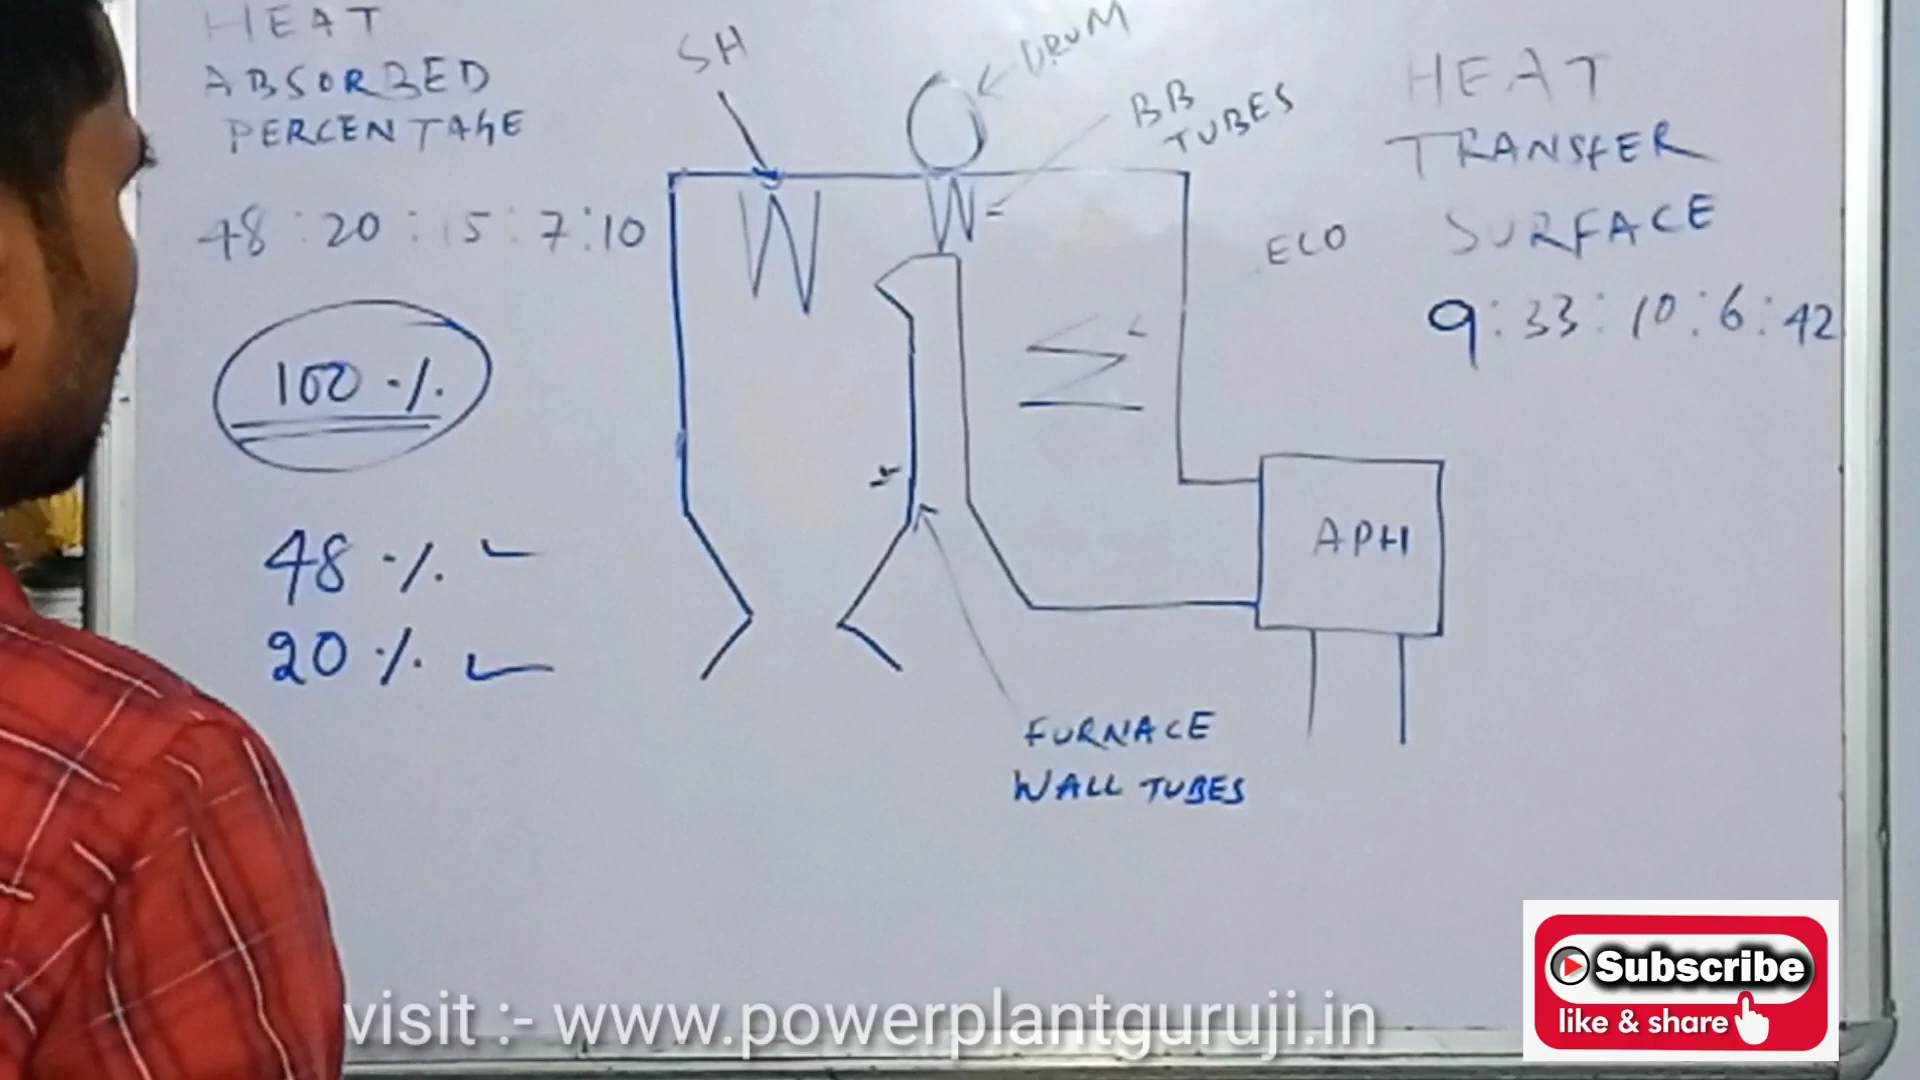 HEAT
ABSORBED
PERCENTAGE
48:20:15:7:10
100%
48%
20%
SH
DRUM
BB
TUBES
ECO
APH
FURNACE
WALL TUBES
HEAT
TRANSFER
SURFACE
9:33:10:6:42
visit :- www.powerplantguruji.in
Subscribe
like & share